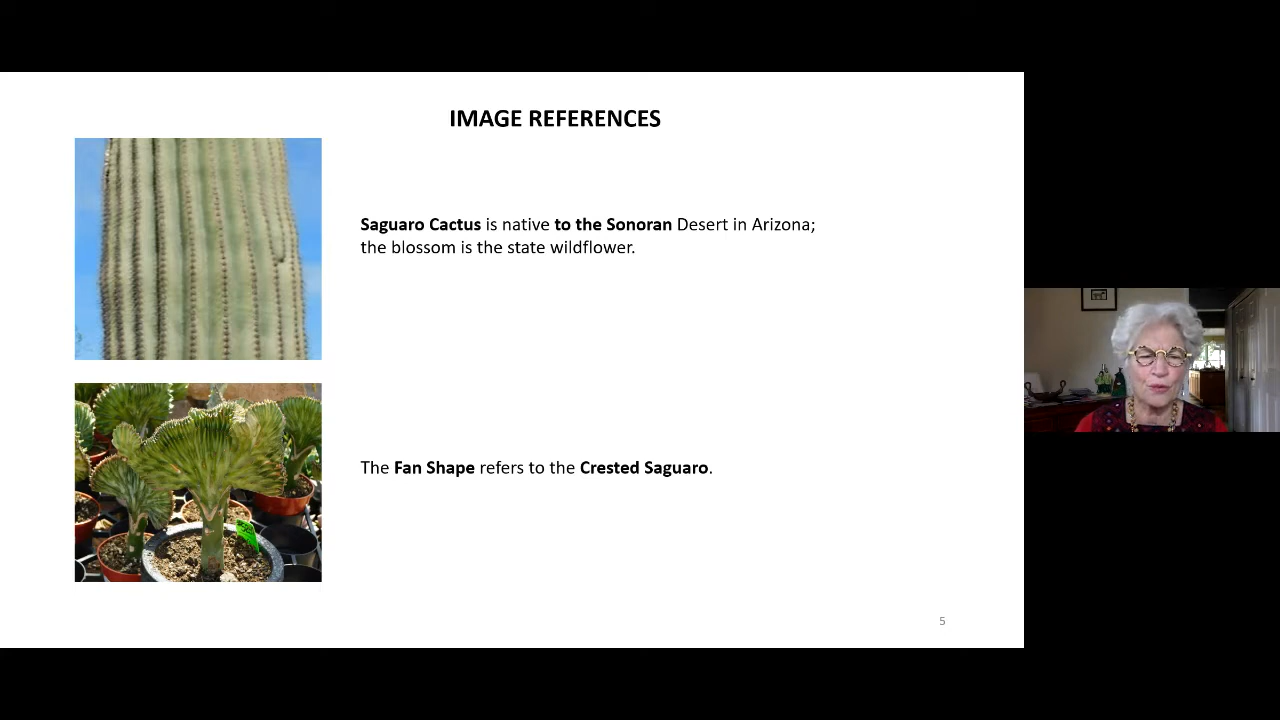 IMAGE REFERENCES
Saguaro Cactus is native to the Sonoran Desert in Arizona;
the blossom is the state wildflower.
The Fan Shape refers to the Crested Saguaro.
5